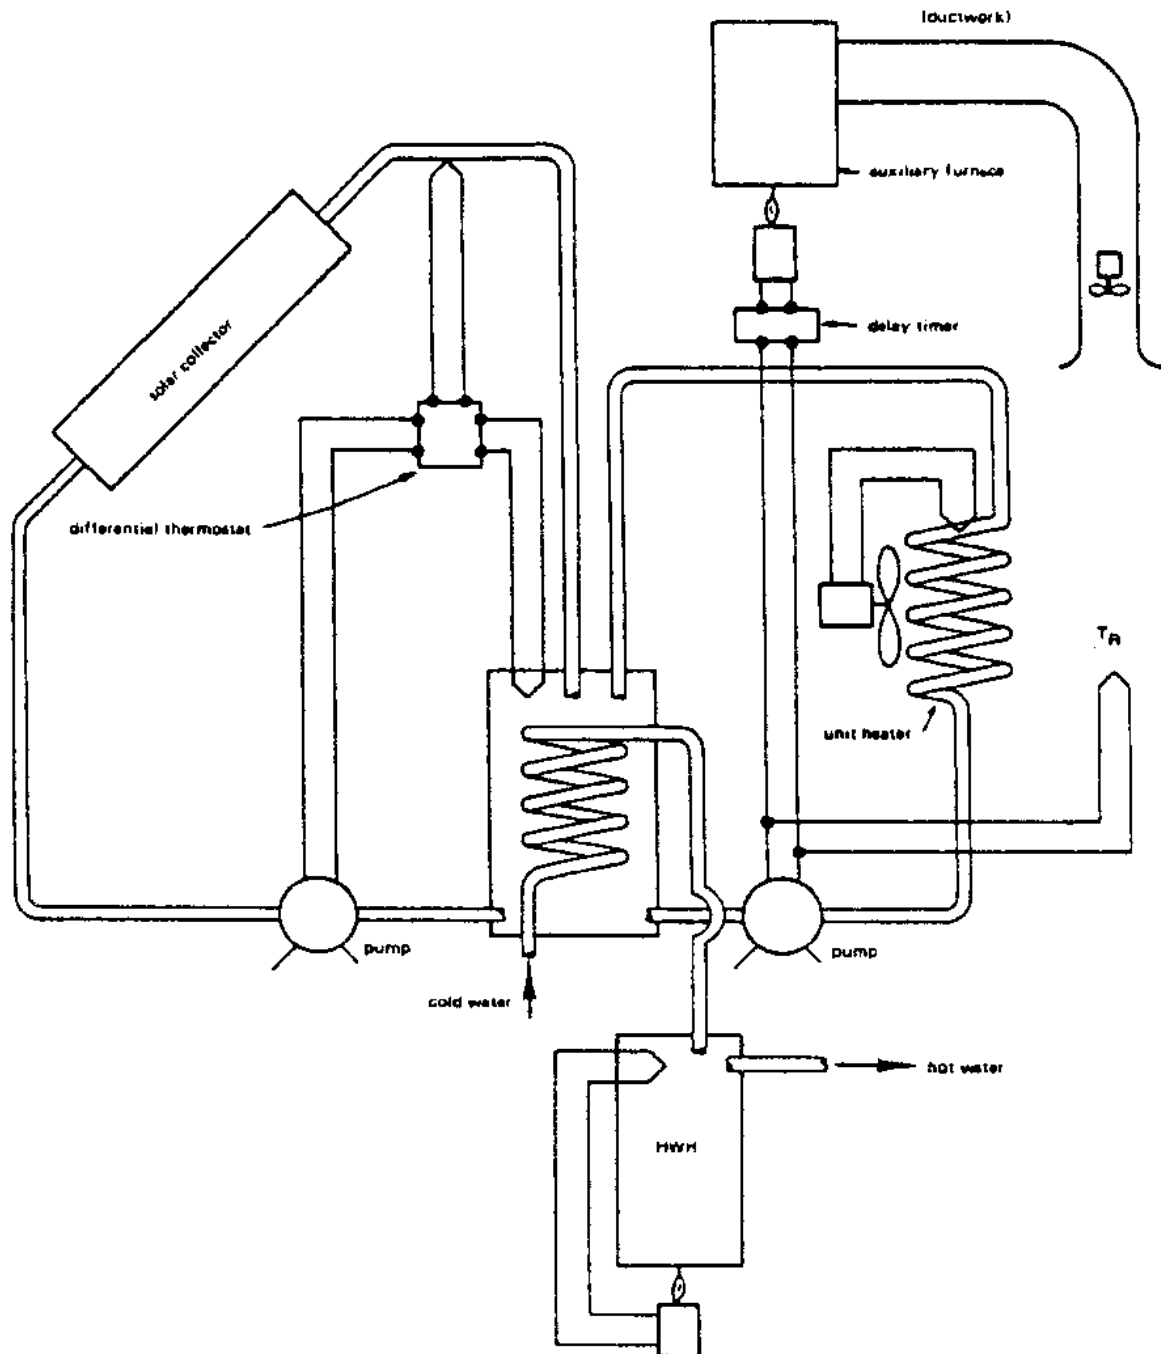 (ductwork)
auxiliary furnace
solar collector
delay timer
differential thermostat
T_R
unit heater
pump
pump
cold water
hot water
HWH